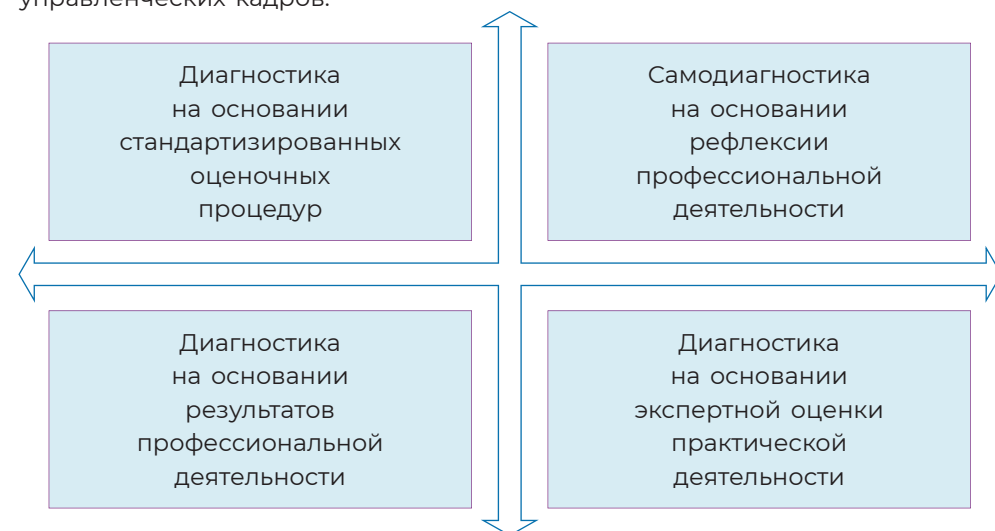 управленческих кадров.
Диагностика
на основании
стандартизированных
оценочных
процедур
Самодиагностика
на основании
рефлексии
профессиональной
деятельности
Диагностика
на основании
результатов
профессиональной
деятельности
Диагностика
на основании
экспертной оценки
практической
деятельности